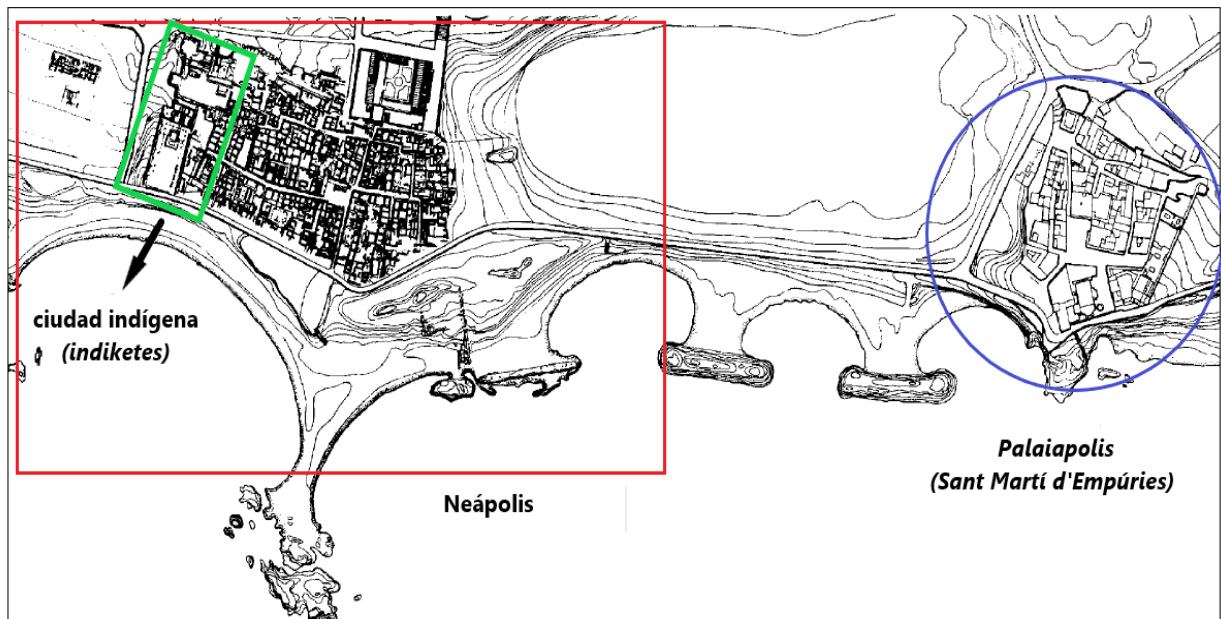 ciudad indígena
(indiketes)
Neápolis
Palaiapolis
(Sant Martí d'Empúries)